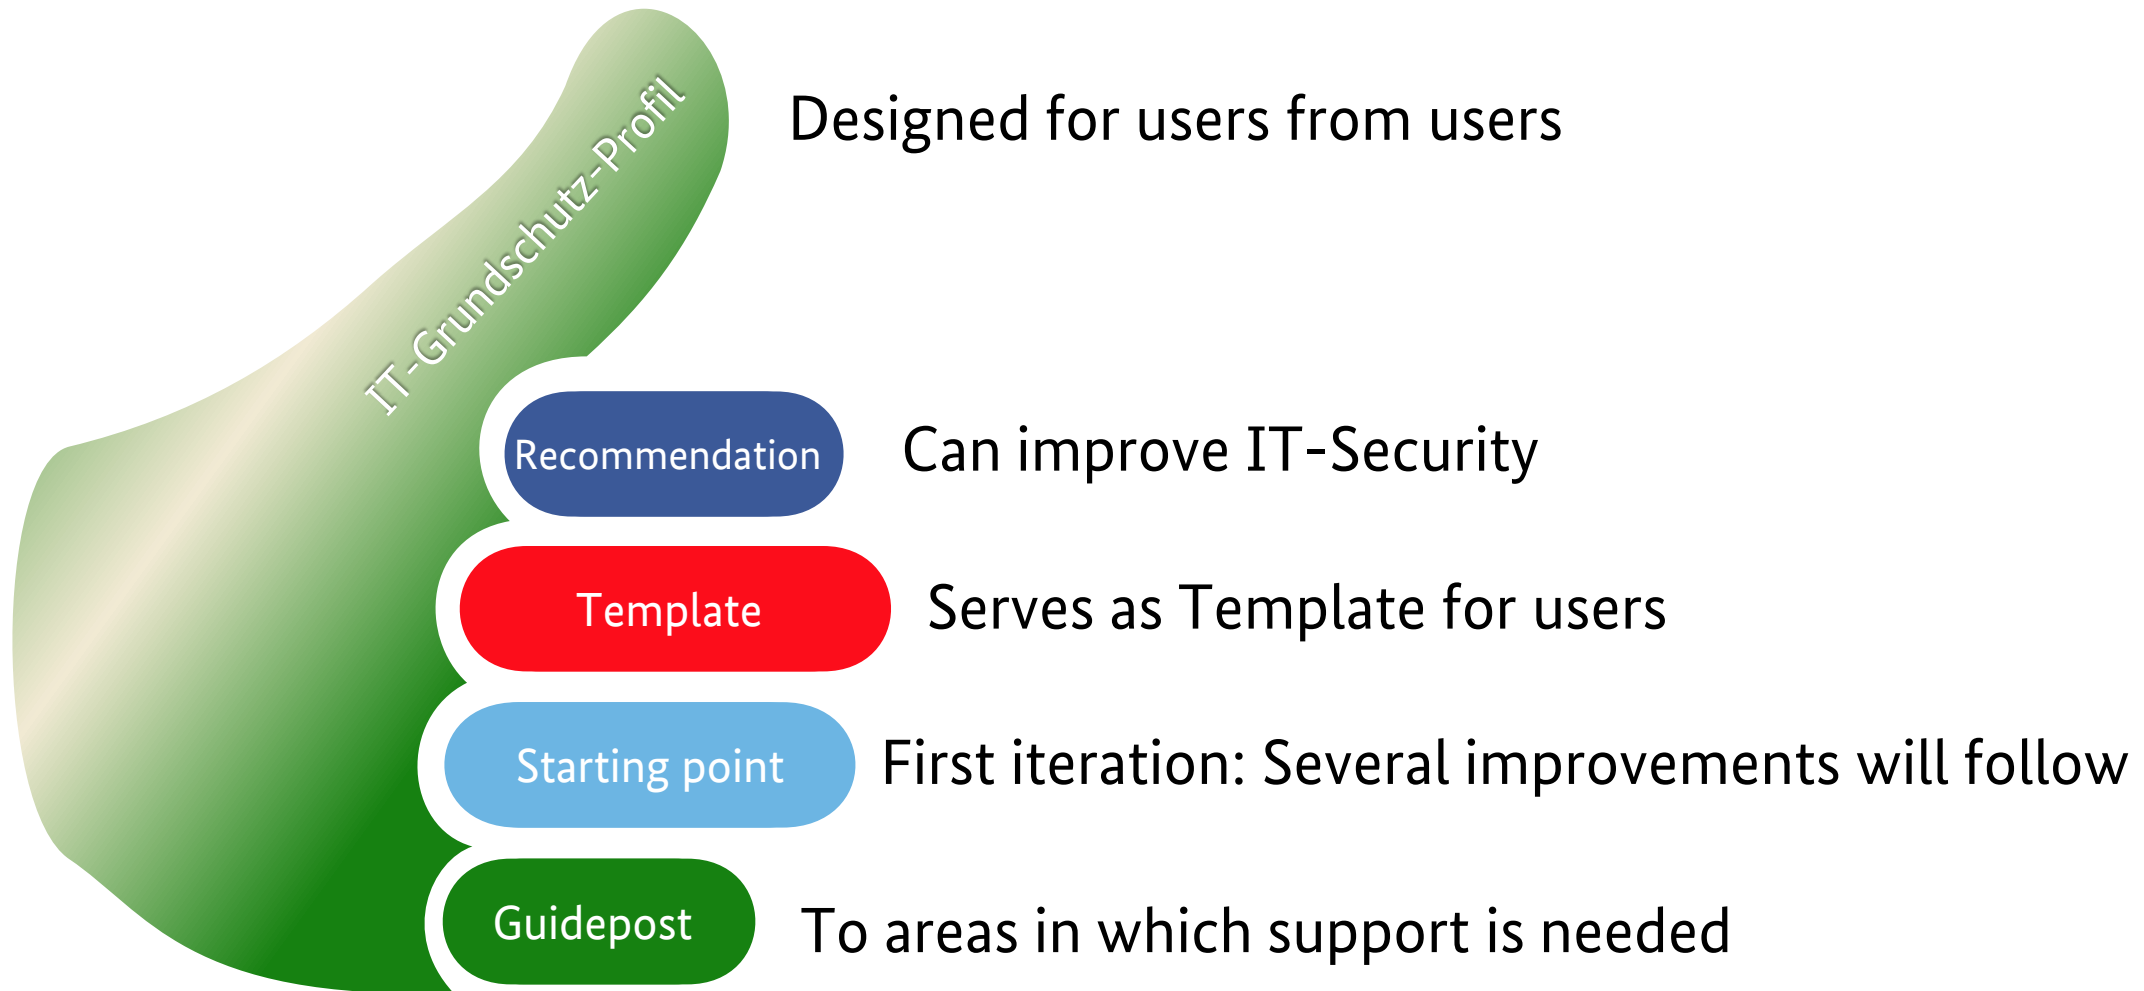 IT-Grundschutz-Profil
Designed for users from users
Recommendation
Can improve IT-Security
Template
Serves as Template for users
Starting point
First iteration: Several improvements will follow
Guidepost
To areas in which support is needed